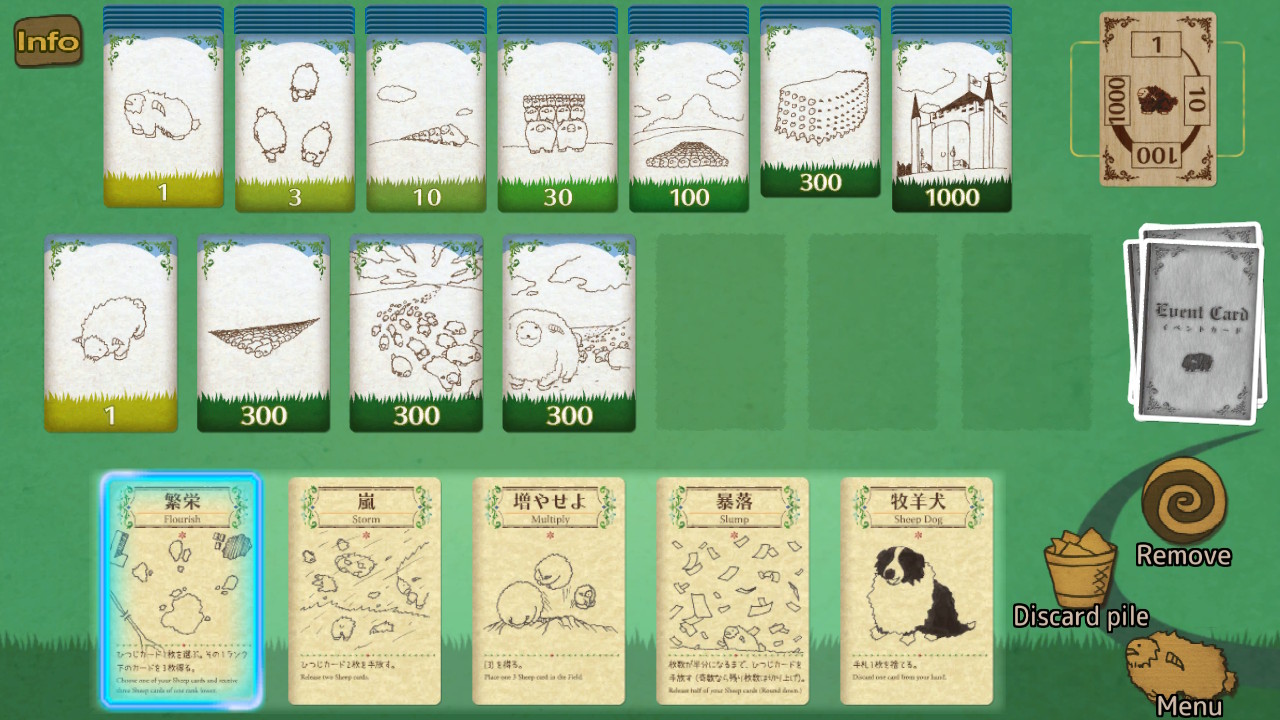 Info
1
3
10
30
100
300
1000
1
10
100
1000
1
300
300
300
Event Card
イベントカード
繁栄
Flourish
ひつじカード1枚を選ぶ。その1ランク
下のカードを3枚得る。
Choose one of your Sheep cards and receive
three Sheep cards of one rank lower.
嵐
Storm
ひつじカード2枚を手放す。
Release two Sheep cards.
増やせよ
Multiply
[3]を得る。
Place one 3 Sheep card in the Field.
暴落
Slump
枚数が半分になるまで、ひつじカードを
手放す(奇数なら残り枚数は切り上げ)。
Release half of your Sheep cards (Round down.)
牧羊犬
Sheep Dog
手札1枚を捨てる。
Discard one card from your hand.
Remove
Discard pile
Menu